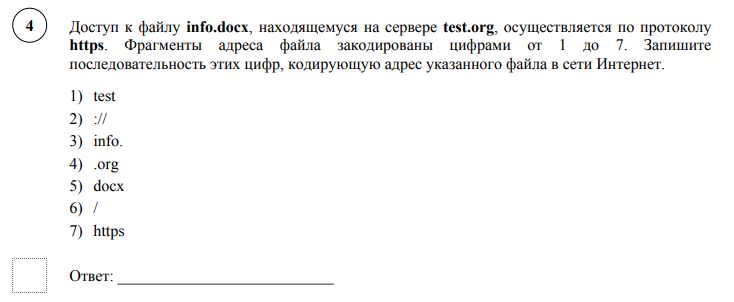 4
Доступ к файлу info.docx, находящемуся на сервере test.org, осуществляется по протоколу
https. Фрагменты адреса файла закодированы цифрами от 1 до 7. Запишите
последовательность этих цифр, кодирующую адрес указанного файла в сети Интернет.
1) test
2) ://
3) info.
4) .org
5) docx
6) /
7) https
Ответ: ___________________________